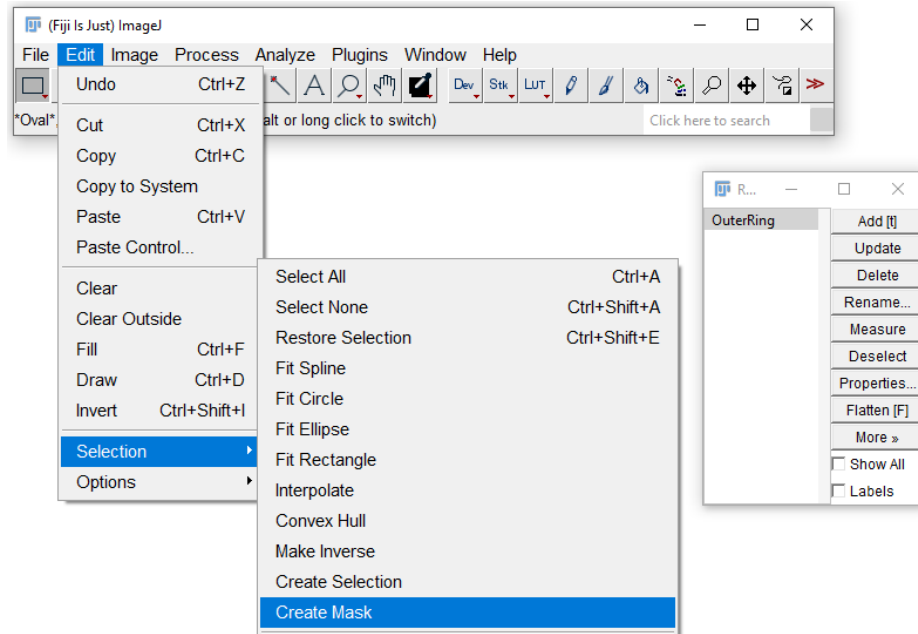 (Fiji Is Just) ImageJ
File Edit Image Process Analyze Plugins Window Help
Dev Stk LUT
*Oval*, alt or long click to switch)
Click here to search
Undo Ctrl+Z
Cut Ctrl+X
Copy Ctrl+C
Copy to System
Paste Ctrl+V
Paste Control...
Clear
Clear Outside
Fill Ctrl+F
Draw Ctrl+D
Invert Ctrl+Shift+I
Selection
Options
Select All Ctrl+A
Select None Ctrl+Shift+A
Restore Selection Ctrl+Shift+E
Fit Spline
Fit Circle
Fit Ellipse
Fit Rectangle
Interpolate
Convex Hull
Make Inverse
Create Selection
Create Mask
R...
OuterRing
Add [t]
Update
Delete
Rename...
Measure
Deselect
Properties...
Flatten [F]
More »
Show All
Labels